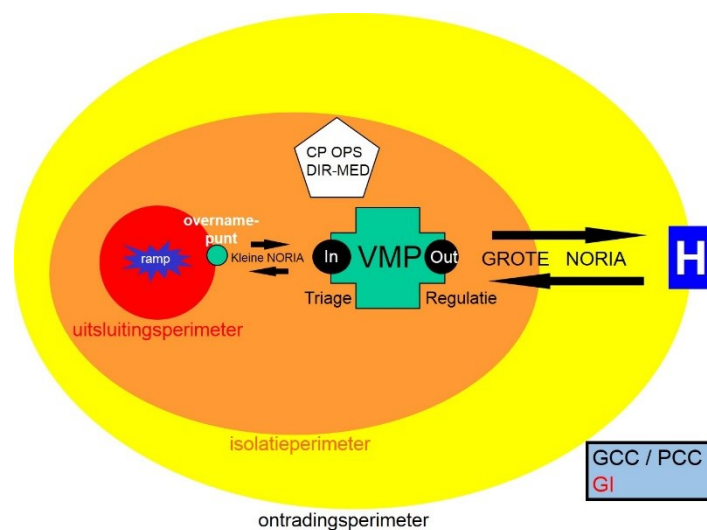 CP OPS
DIR-MED
overname-
punt
ramp
Kleine NORIA
In
VMP
Out
GROTE NORIA
H
Triage
Regulatie
uitsluitingsperimeter
isolatieperimeter
GCC / PCC
GI
ontradingsperimeter